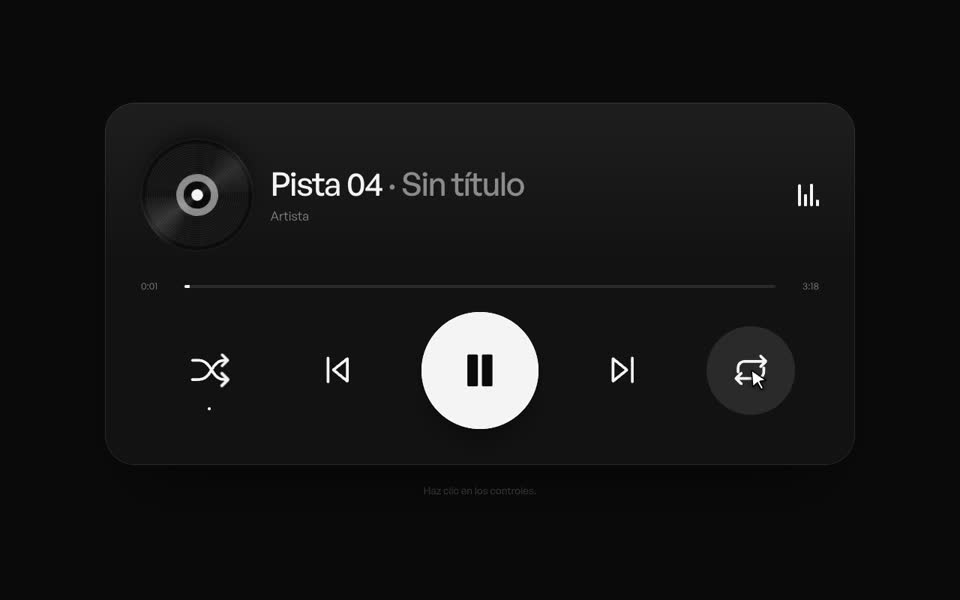 Pista 04 · Sin título
Artista
0:01
3:18
Haz clic en los controles.